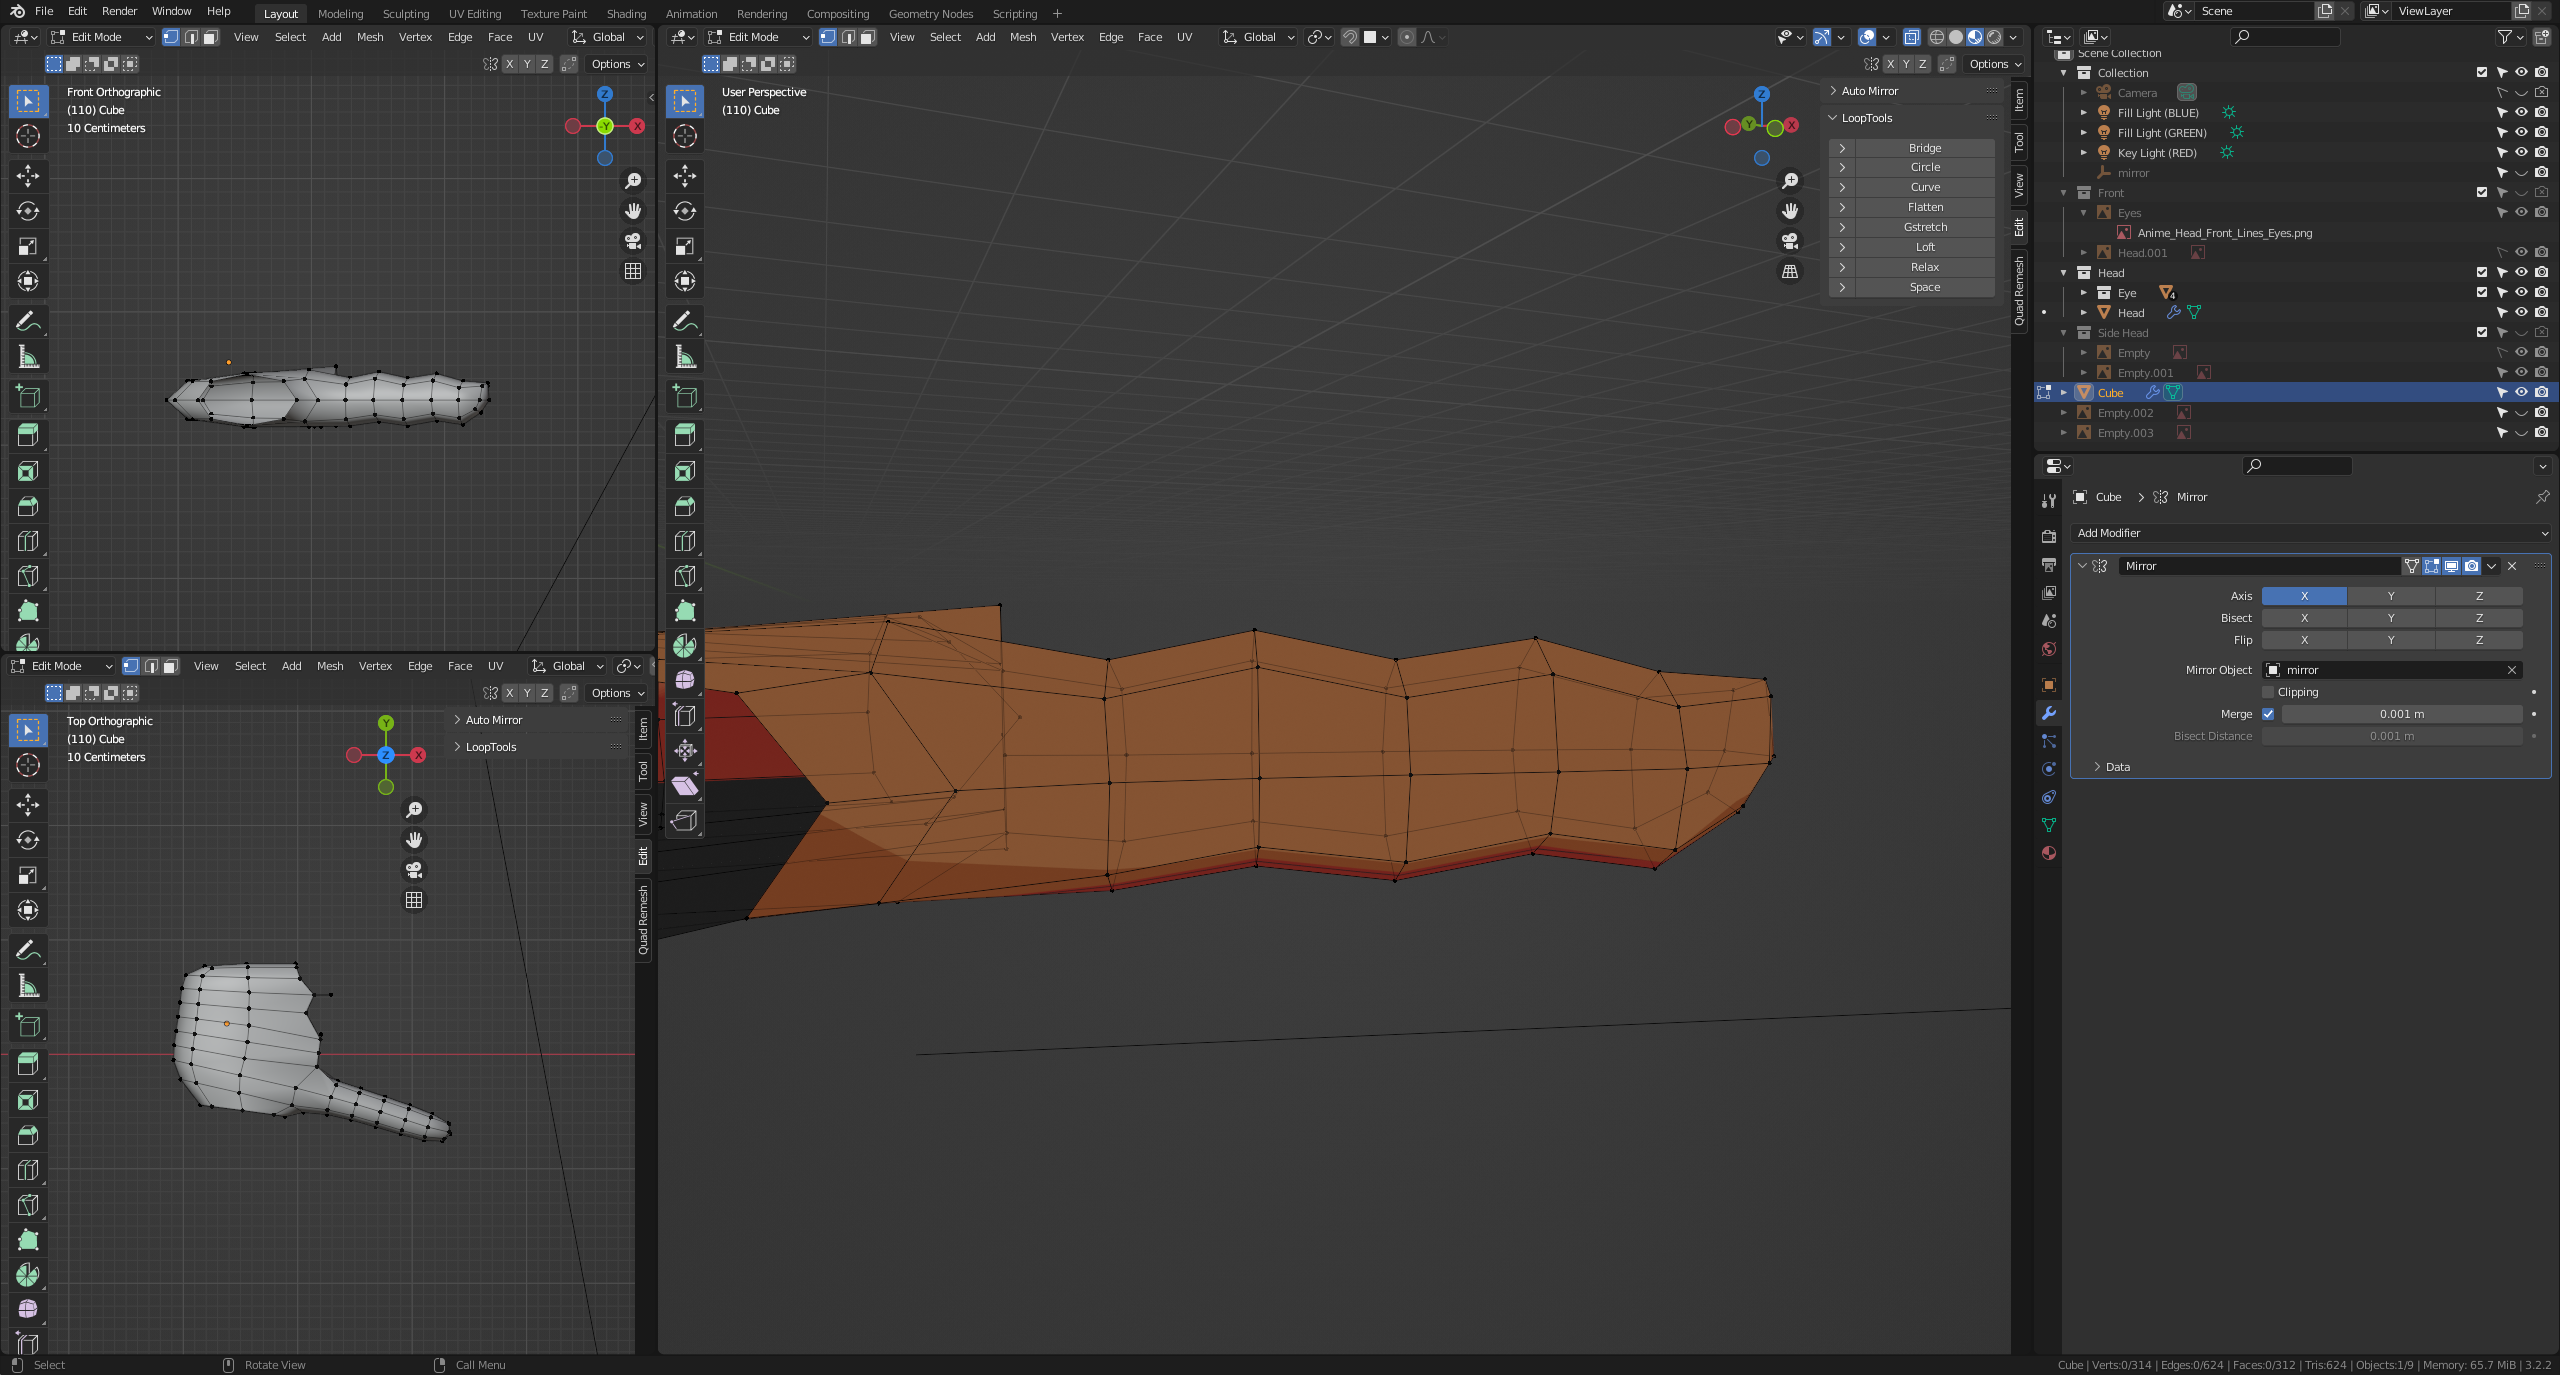 File Edit Render Window Help Layout Modeling Sculpting UV Editing Texture Paint Shading Animation Rendering Compositing Geometry Nodes Scripting + Scene ViewLayer
Edit Mode View Select Add Mesh Vertex Edge Face UV Global
X Y Z Options
Front Orthographic
(110) Cube
10 Centimeters
Z
-Y
X
Edit Mode View Select Add Mesh Vertex Edge Face UV Global
X Y Z Options
User Perspective
(110) Cube
Z
Y
X
Auto Mirror
LoopTools
Bridge
Circle
Curve
Flatten
Gstretch
Loft
Relax
Space
Item
Tool
View
Edit
Quad Remesh
Edit Mode View Select Add Mesh Vertex Edge Face UV Global
X Y Z Options
Top Orthographic
(110) Cube
10 Centimeters
Y
Z
X
Auto Mirror
LoopTools
Item
Tool
View
Edit
Quad Remesh
Scene Collection
Collection
Camera
Fill Light (BLUE)
Fill Light (GREEN)
Key Light (RED)
mirror
Front
Eyes
Anime_Head_Front_Lines_Eyes.png
Head.001
Head
Eye 4
Head
Side Head
Empty
Empty.001
Cube
Empty.002
Empty.003
Cube > Mirror
Add Modifier
Mirror
Axis X Y Z
Bisect X Y Z
Flip X Y Z
Mirror Object mirror
Clipping
Merge 0.001 m
Bisect Distance 0.001 m
Data
Select Rotate View Call Menu
Cube | Verts:0/314 | Edges:0/624 | Faces:0/312 | Tris:624 | Objects:1/9 | Memory: 65.7 MiB | 3.2.2